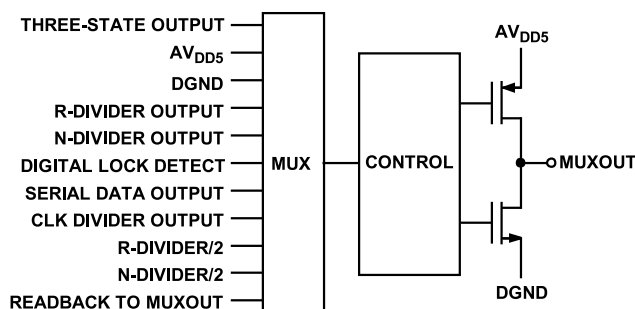 THREE-STATE OUTPUT
AVDD5
DGND
R-DIVIDER OUTPUT
N-DIVIDER OUTPUT
DIGITAL LOCK DETECT
SERIAL DATA OUTPUT
CLK DIVIDER OUTPUT
R-DIVIDER/2
N-DIVIDER/2
READBACK TO MUXOUT
MUX
CONTROL
AVDD5
MUXOUT
DGND